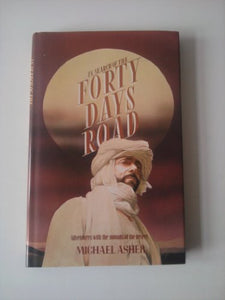 IN SEARCH OF THE
FORTY
DAYS
ROAD
Adventures with the nomads of the desert
MICHAEL ASHER